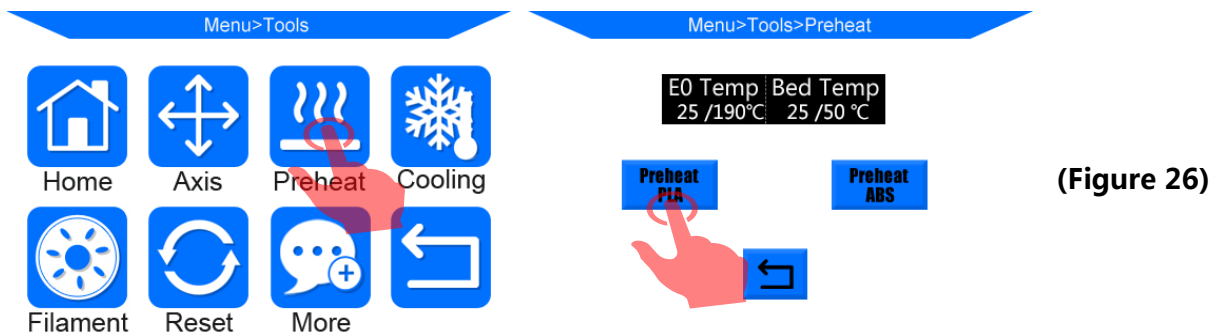 Menu>Tools
Home
Axis
Preheat
Cooling
Filament
Reset
More
Menu>Tools>Preheat
E0 Temp Bed Temp
25 /190℃ 25 /50 ℃
Preheat
PLA
Preheat
ABS
(Figure 26)